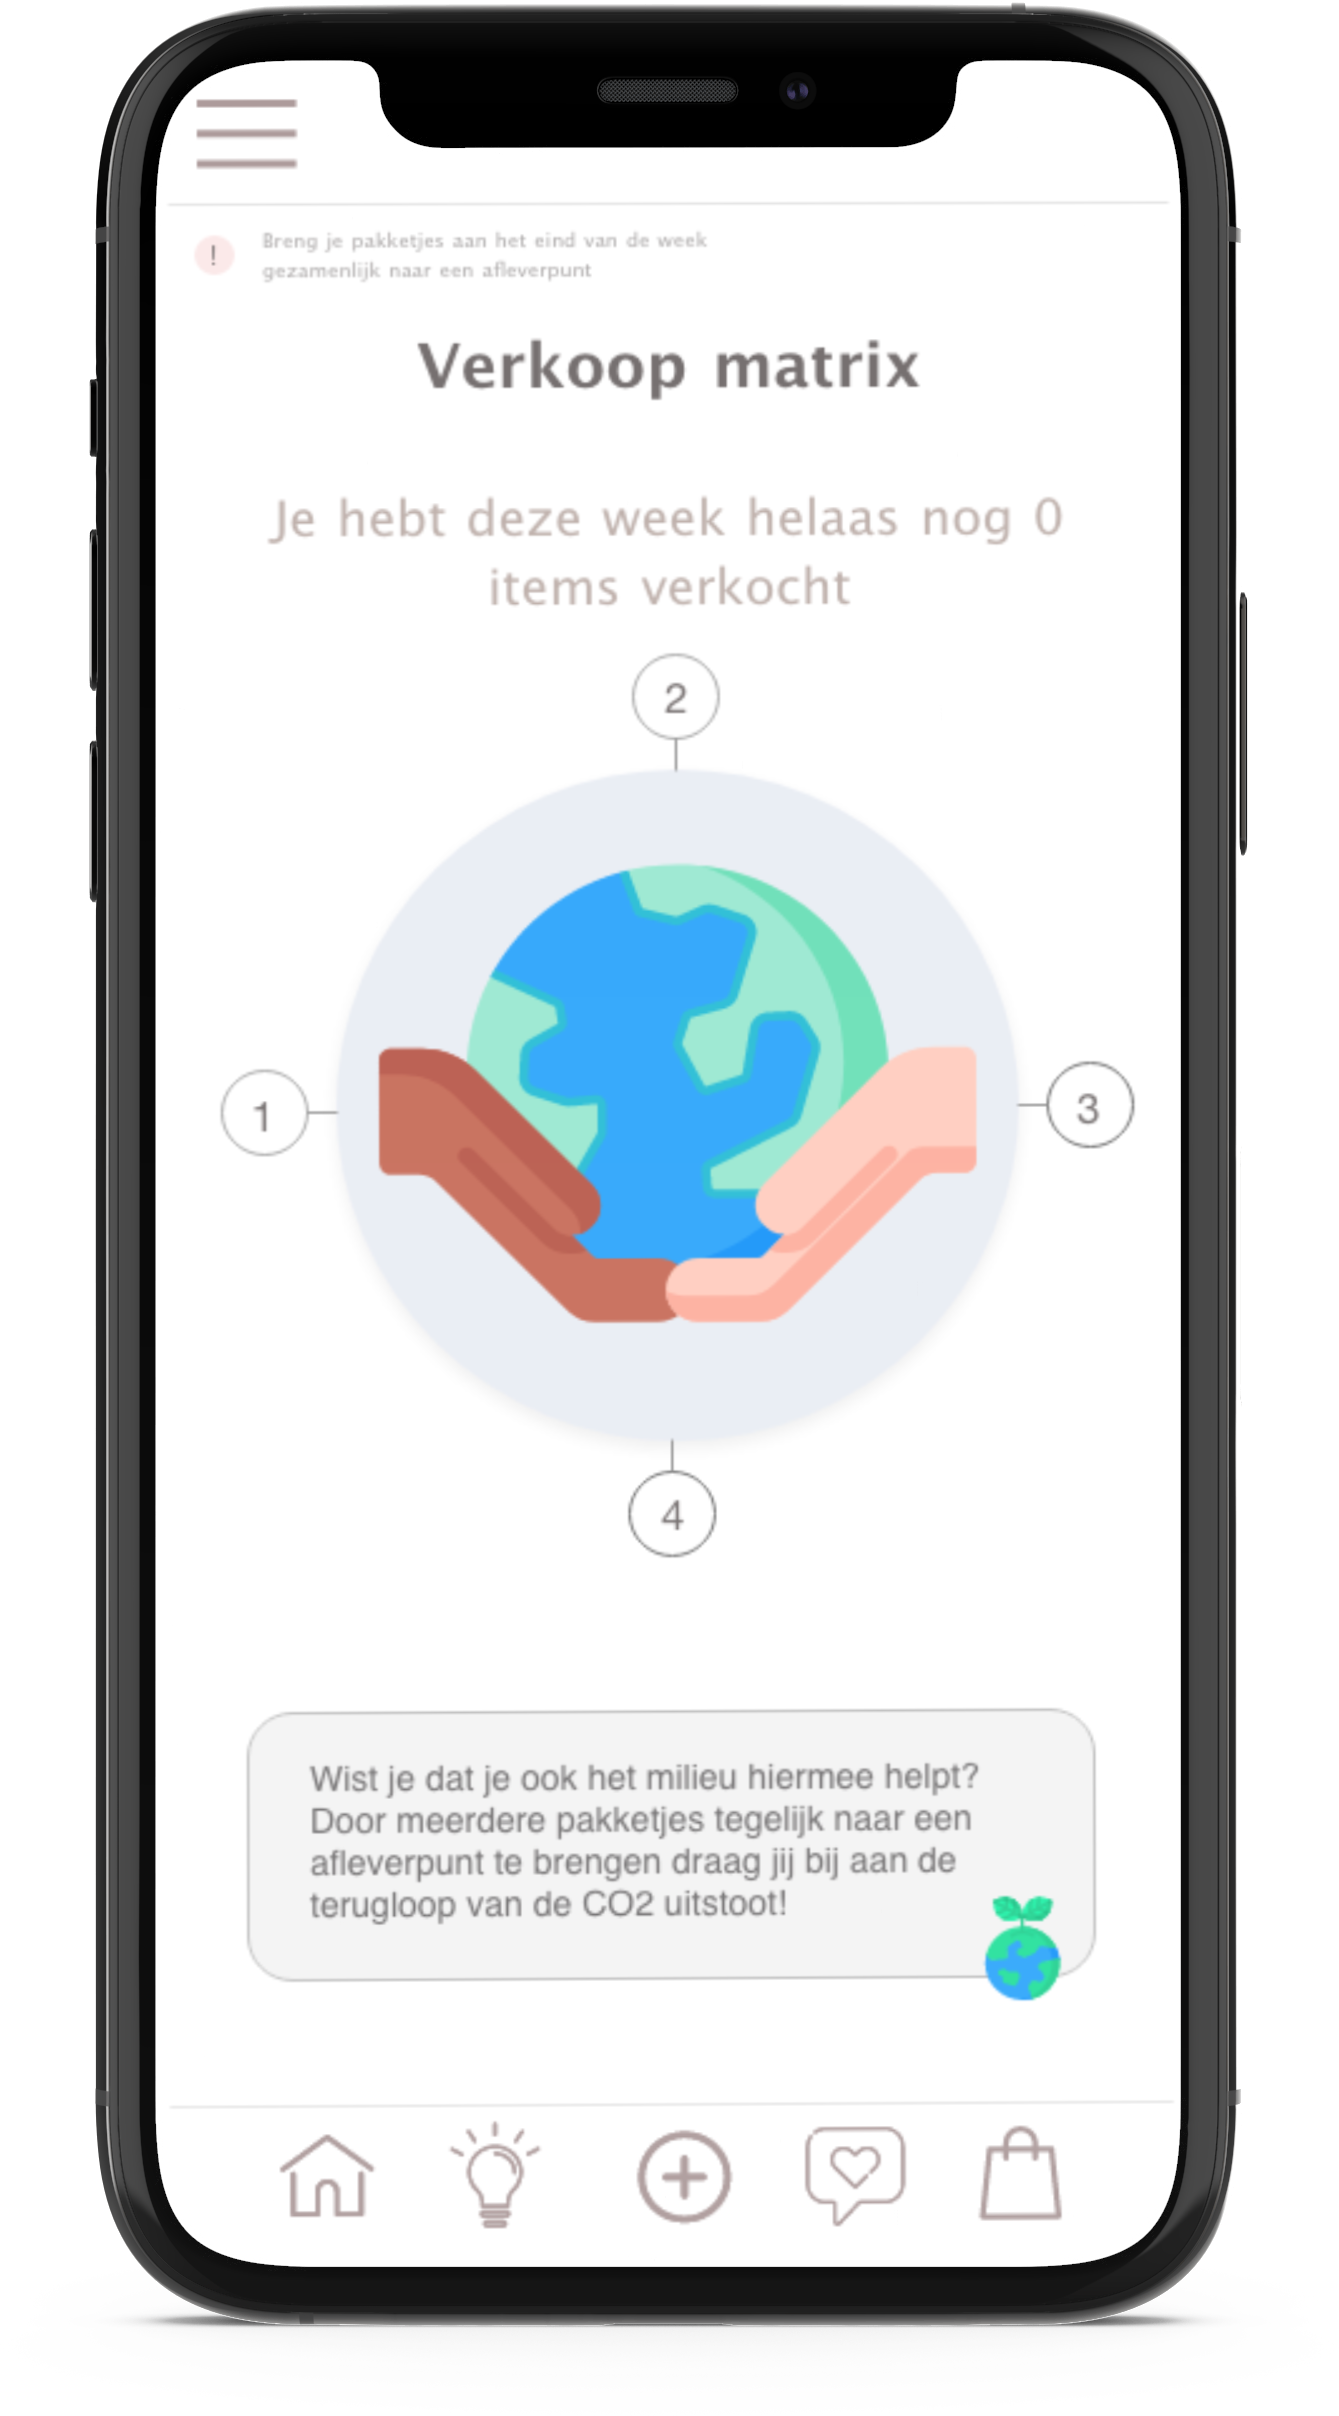 !
Breng je pakketjes aan het eind van de week
gezamenlijk naar een afleverpunt
Verkoop matrix
Je hebt deze week helaas nog 0
items verkocht
2
1
3
4
Wist je dat je ook het milieu hiermee helpt?
Door meerdere pakketjes tegelijk naar een
afleverpunt te brengen draag jij bij aan de
terugloop van de CO2 uitstoot!